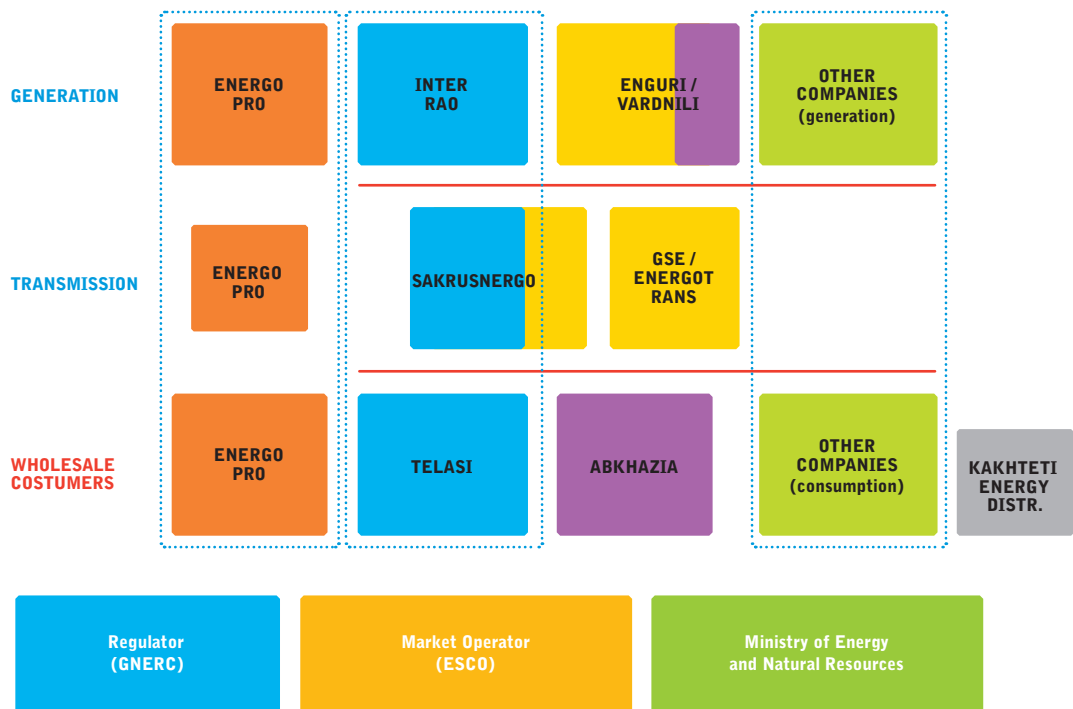 GENERATION
ENERGO
PRO
INTER
RAO
ENGURI /
VARDNILI
OTHER
COMPANIES
(generation)
TRANSMISSION
ENERGO
PRO
SAKRUSNERGO
GSE /
ENERGOT
RANS
WHOLESALE
COSTUMERS
ENERGO
PRO
TELASI
ABKHAZIA
OTHER
COMPANIES
(consumption)
KAKHTETI
ENERGY
DISTR.
Regulator
(GNERC)
Market Operator
(ESCO)
Ministry of Energy
and Natural Resources